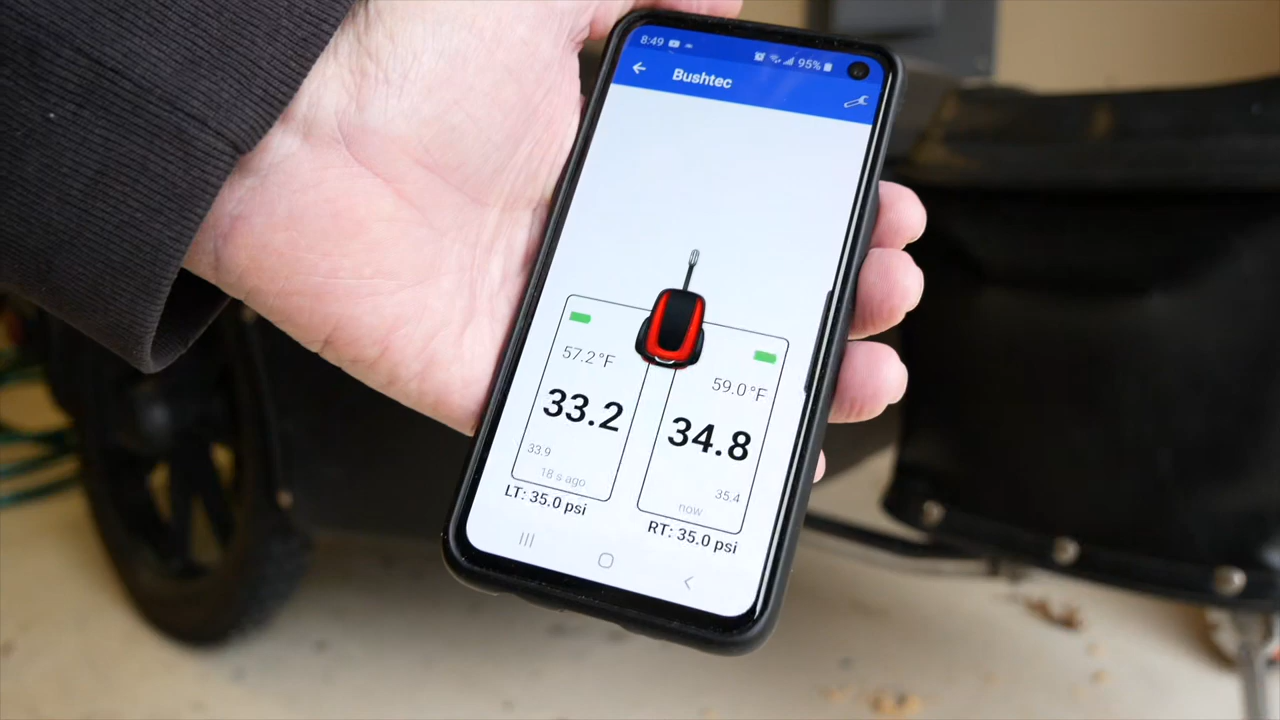 8:49 95%
Bushtec
57.2°F
33.2
33.9
18 s ago
LT: 35.0 psi
59.0°F
34.8
35.4
now
RT: 35.0 psi